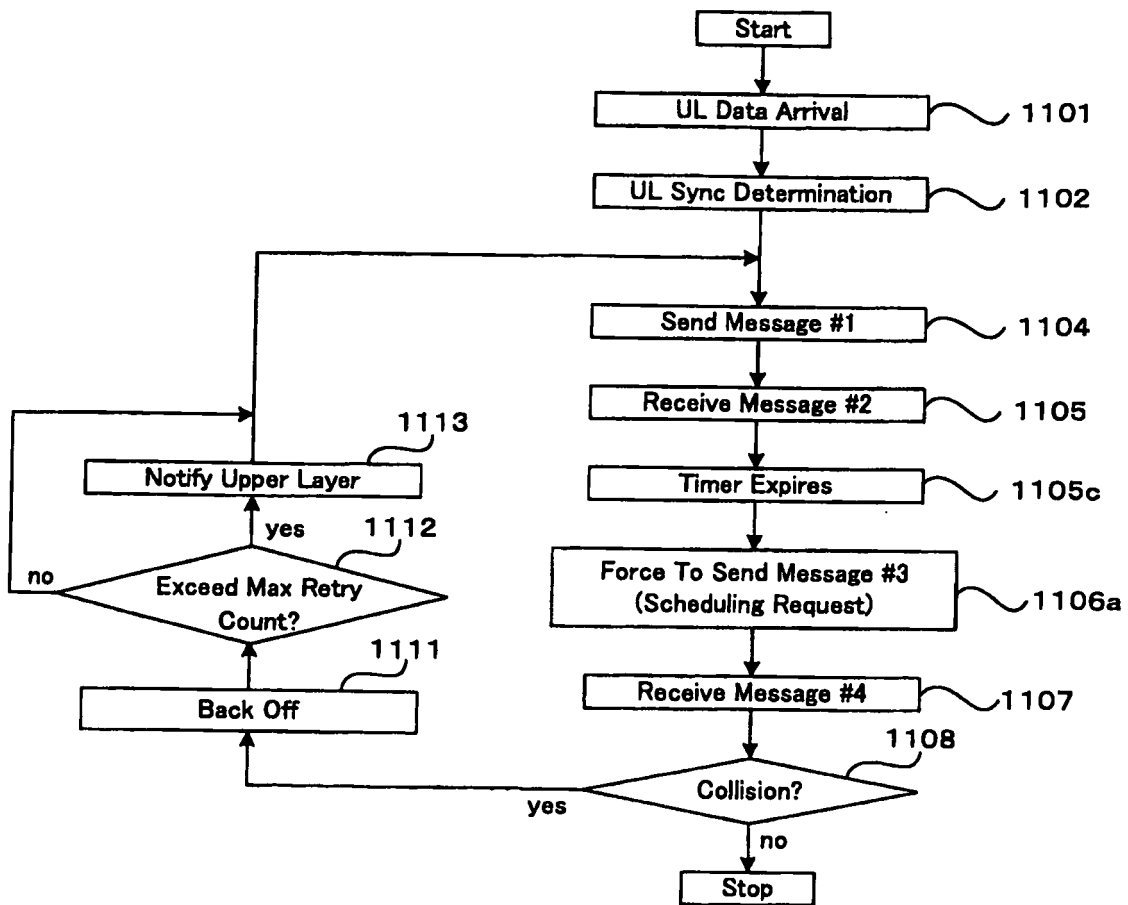 Start
UL Data Arrival
1101
UL Sync Determination
1102
Send Message #1
1104
Receive Message #2
1105
Timer Expires
1105c
Force To Send Message #3
(Scheduling Request)
1106a
Receive Message #4
1107
1108
Collision?
yes
no
Stop
1111
Back Off
1112
Exceed Max Retry
Count?
no
yes
1113
Notify Upper Layer